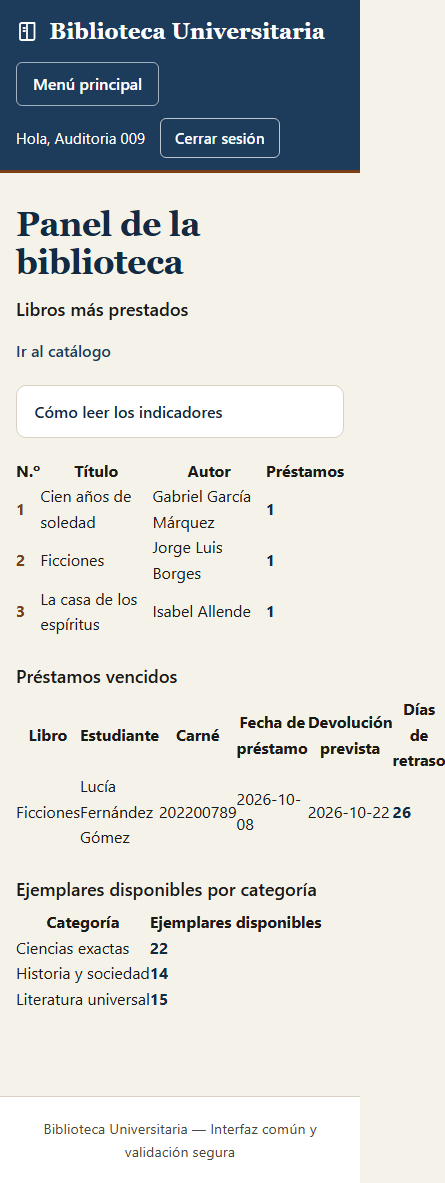 Biblioteca Universitaria
Menú principal
Hola, Auditoria 009 Cerrar sesión
Panel de la
biblioteca
Libros más prestados
Ir al catálogo
Cómo leer los indicadores
N.º Título Autor Préstamos
1 Cien años de soledad Gabriel García Márquez 1
2 Ficciones Jorge Luis Borges 1
3 La casa de los espíritus Isabel Allende 1
Préstamos vencidos
Libro Estudiante Carné Fecha de préstamo Devolución prevista Días de retraso
Ficciones Lucía Fernández Gómez 202200789 2026-10-08 2026-10-22 26
Ejemplares disponibles por categoría
Categoría Ejemplares disponibles
Ciencias exactas 22
Historia y sociedad 14
Literatura universal 15
Biblioteca Universitaria — Interfaz común y
validación segura